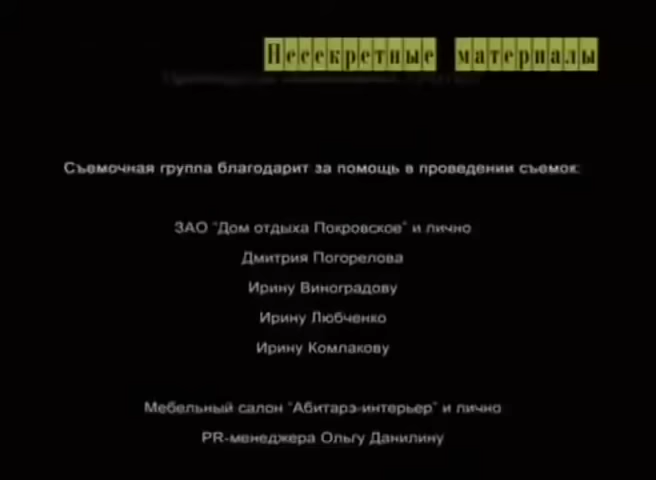 Песекретные материалы
Съемочная группа благодарит за помощь в проведении съемок:
ЗАО "Дом отдыха Покровское" и лично
Дмитрия Погорелова
Ирину Виноградову
Ирину Любченко
Ирину Комлакову
Мебельный салон "Абитарэ-интерьер" и лично
PR-менеджера Ольгу Данилину